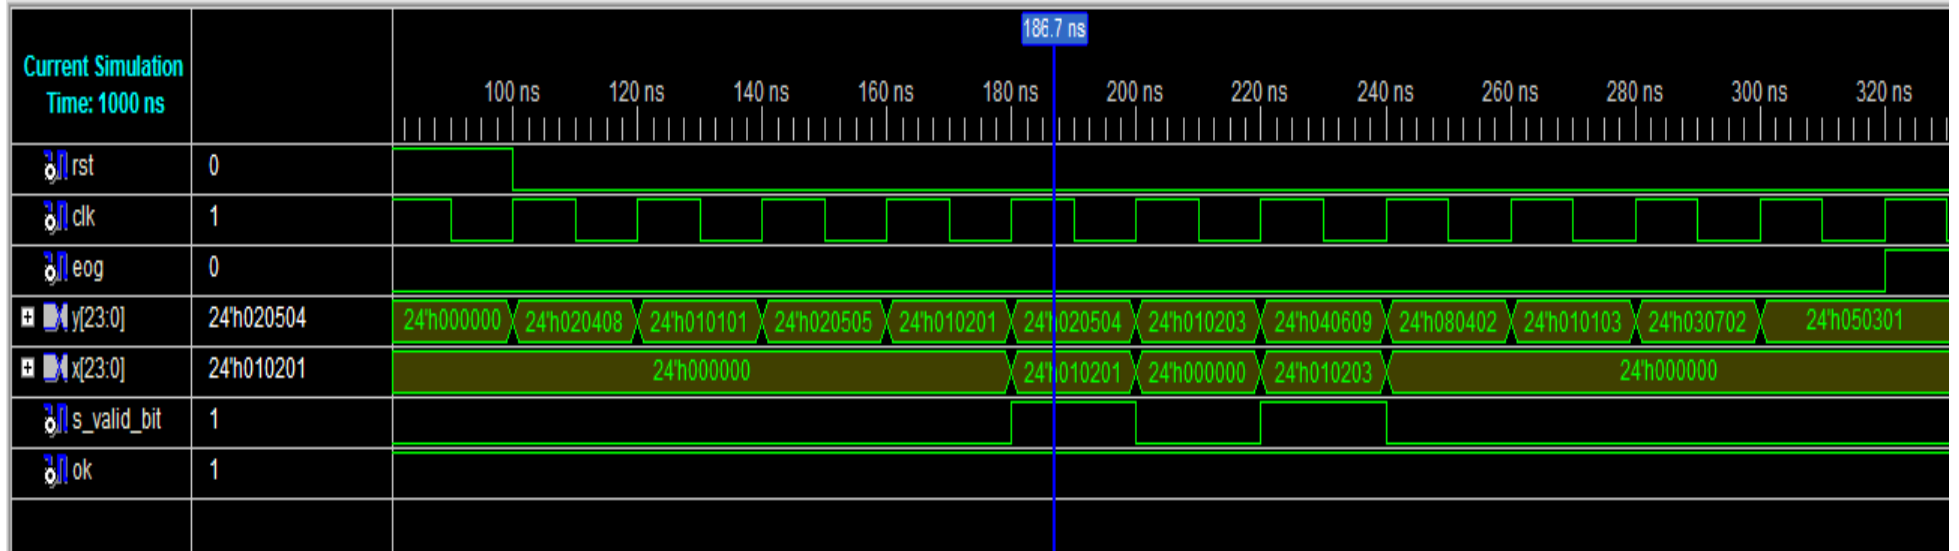 186.7 ns
Current Simulation
Time: 1000 ns
100 ns 120 ns 140 ns 160 ns 180 ns 200 ns 220 ns 240 ns 260 ns 280 ns 300 ns 320 ns
rst 0
clk 1
eog 0
y[23:0] 24'h020504 24'h000000 24'h020408 24'h010101 24'h020505 24'h010201 24'h020504 24'h010203 24'h040609 24'h080402 24'h010103 24'h030702 24'h050301
x[23:0] 24'h010201 24'h000000 24'h010201 24'h000000 24'h010203 24'h000000
s_valid_bit 1
ok 1